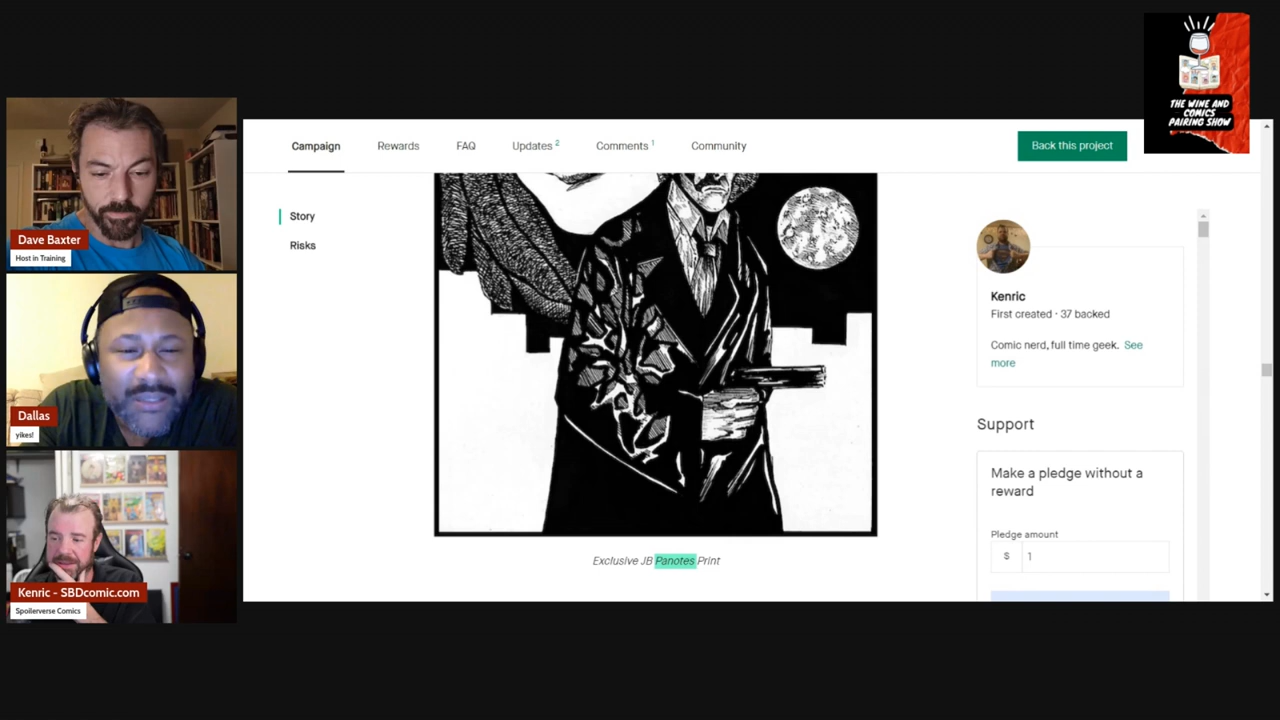 THE WINE AND
COMICS
PAIRING SHOW
Campaign Rewards FAQ Updates 2 Comments 1 Community Back this project
Story
Risks
Dave Baxter
Host in Training
Dallas
yikes!
Kenric - SBDcomic.com
Spoilerverse Comics
Exclusive JB Panotes Print
Kenric
First created · 37 backed
Comic nerd, full time geek. See
more
Support
Make a pledge without a
reward
Pledge amount
$ 1